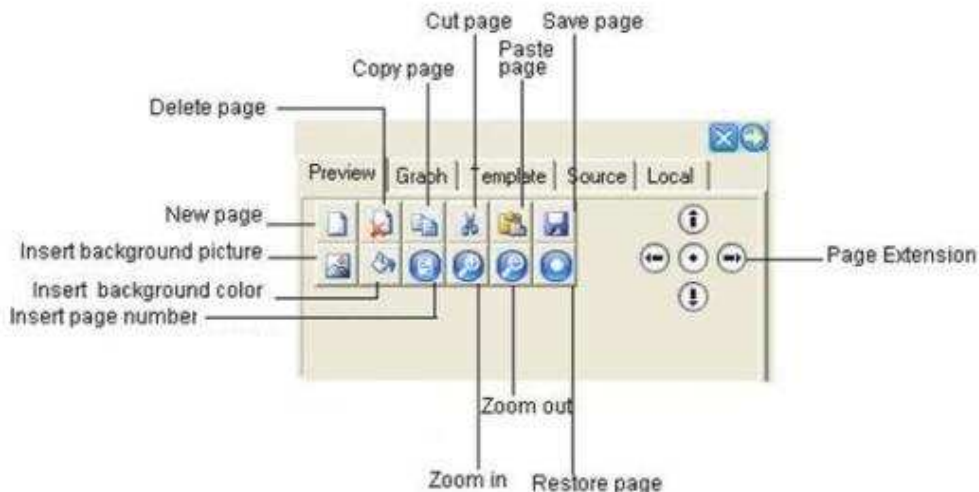 Cut page
Save page
Copy page
Paste
page
Delete page
Preview
Graph
Template
Source
Local
New page
Insert background picture
Page Extension
Insert  background color
Insert page number
Zoom out
Zoom in
Restore page